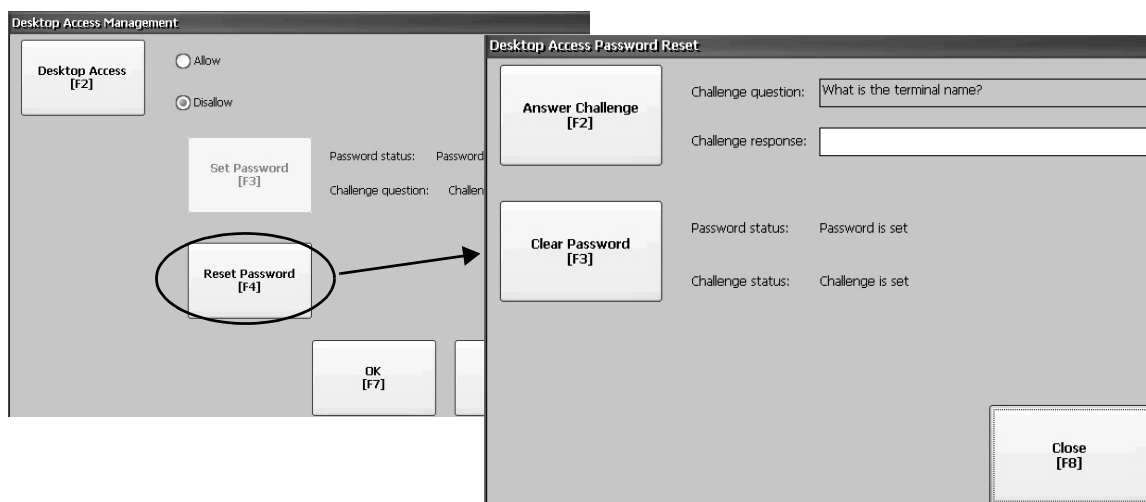 Desktop Access Management
Desktop Access
[F2]
Allow
Disallow
Set Password
[F3]
Password status: Password
Challenge question: Challen
Reset Password
[F4]
OK
[F7]
Desktop Access Password Reset
Answer Challenge
[F2]
Challenge question: What is the terminal name?
Challenge response:
Clear Password
[F3]
Password status: Password is set
Challenge status: Challenge is set
Close
[F8]